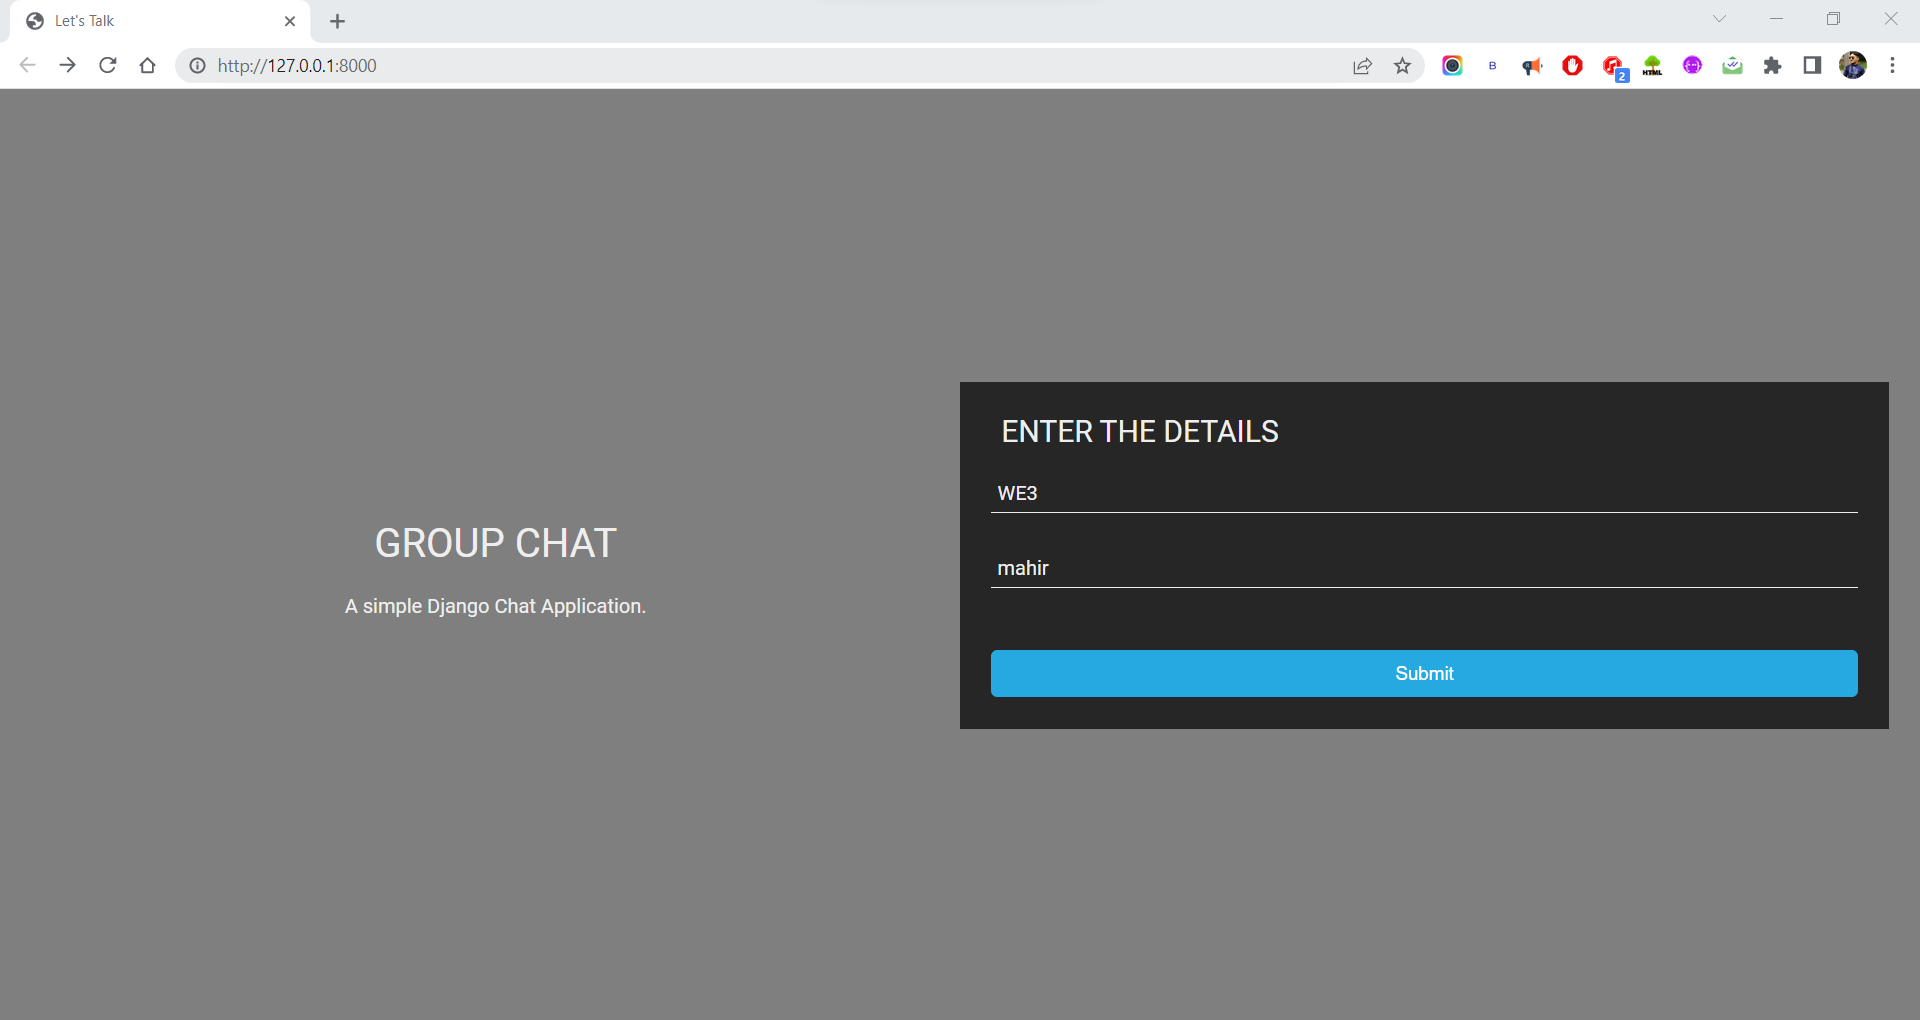 Let's Talk
http://127.0.0.1:8000
B
2
HTML
GROUP CHAT
A simple Django Chat Application.
ENTER THE DETAILS
WE3
mahir
Submit